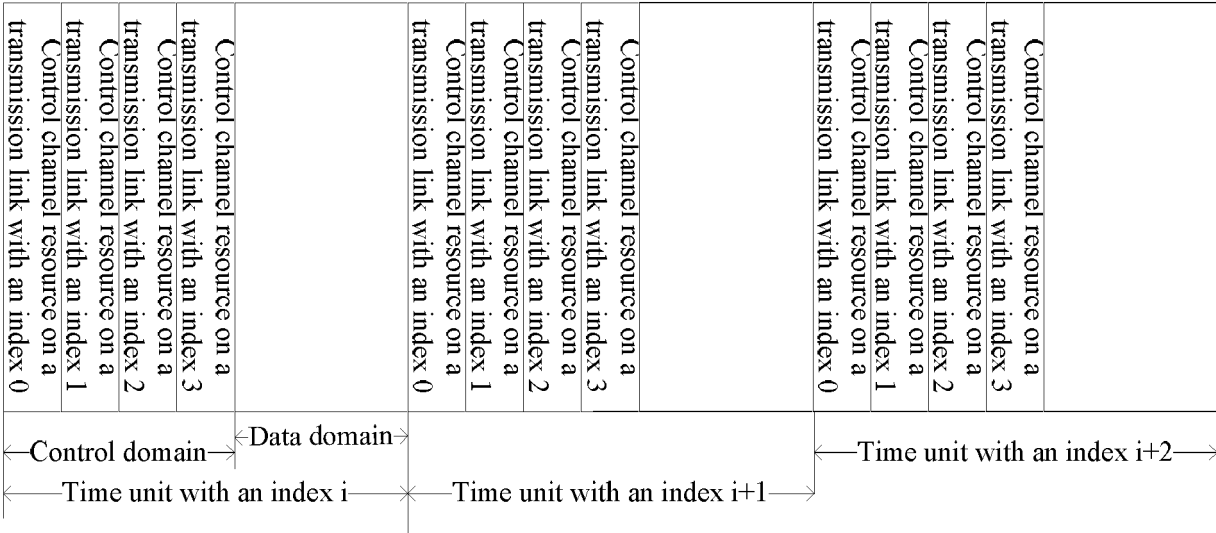 Control channel resource on a
transmission link with an index 0
Control channel resource on a
transmission link with an index 1
Control channel resource on a
transmission link with an index 2
Control channel resource on a
transmission link with an index 3
Control channel resource on a
transmission link with an index 0
Control channel resource on a
transmission link with an index 1
Control channel resource on a
transmission link with an index 2
Control channel resource on a
transmission link with an index 3
Control channel resource on a
transmission link with an index 0
Control channel resource on a
transmission link with an index 1
Control channel resource on a
transmission link with an index 2
Control channel resource on a
transmission link with an index 3
Control domain
Data domain
Time unit with an index i
Time unit with an index i+1
Time unit with an index i+2